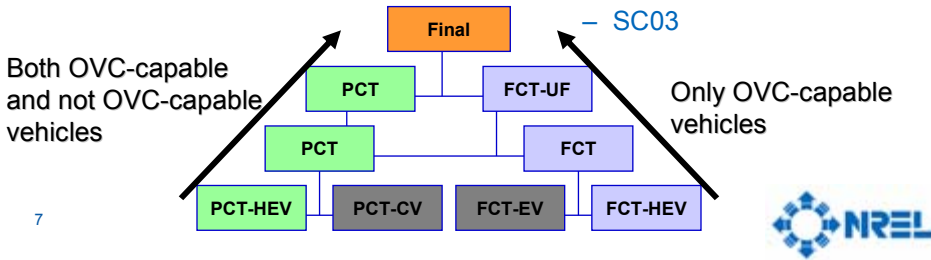 Final
– SC03
Both OVC-capable
and not OVC-capable
vehicles
PCT
FCT-UF
Only OVC-capable
vehicles
PCT
FCT
PCT-HEV
PCT-CV
FCT-EV
FCT-HEV
7
NREL